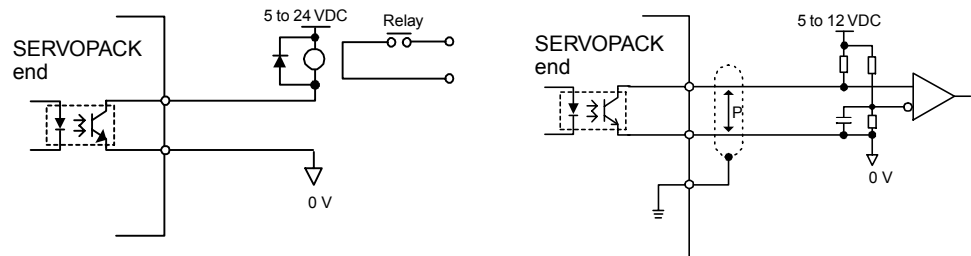 5 to 24 VDC
Relay
SERVOPACK
end
0 V
5 to 12 VDC
SERVOPACK
end
P
0 V